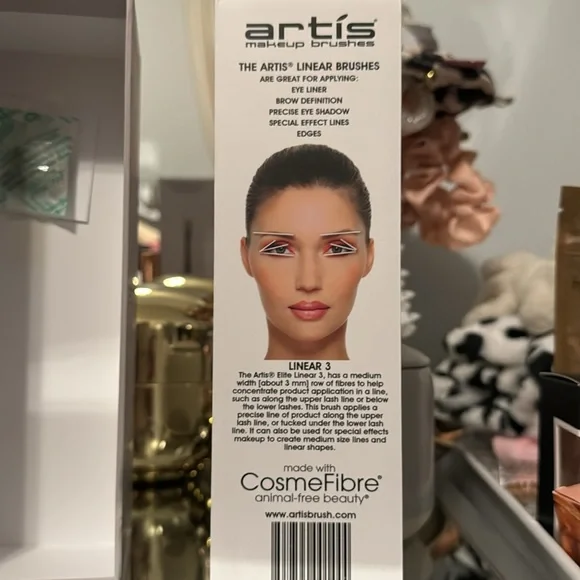 artís®
makeup brushes
THE ARTIS® LINEAR BRUSHES
ARE GREAT FOR APPLYING:
EYE LINER
BROW DEFINITION
PRECISE EYE SHADOW
SPECIAL EFFECT LINES
EDGES
LINEAR 3
The Artis® Elite Linear 3, has a medium
width [about 3 mm] row of fibres to help
concentrate product application in a line,
such as along the upper lash line or below
the lower lashes. This brush applies a
precise line of product along the upper
lash line, or tucked under the lower lash
line. It can also be used for special effects
makeup to create medium size lines and
linear shapes.
made with
CosmeFibre®
animal-free beauty®
www.artisbrush.com